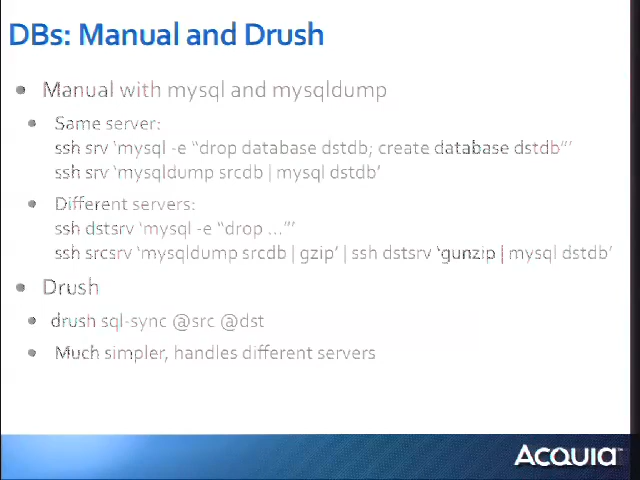 DBs: Manual and Drush
Manual with mysql and mysqldump
Same server:
ssh srv ‘mysql -e “drop database dstdb; create database dstdb”’
ssh srv ‘mysqldump srcdb | mysql dstdb’
Different servers:
ssh dstsrv ‘mysql -e “drop ...”’
ssh srcsrv ‘mysqldump srcdb | gzip’ | ssh dstsrv ‘gunzip | mysql dstdb’
Drush
drush sql-sync @src @dst
Much simpler, handles different servers
ACQUIA™